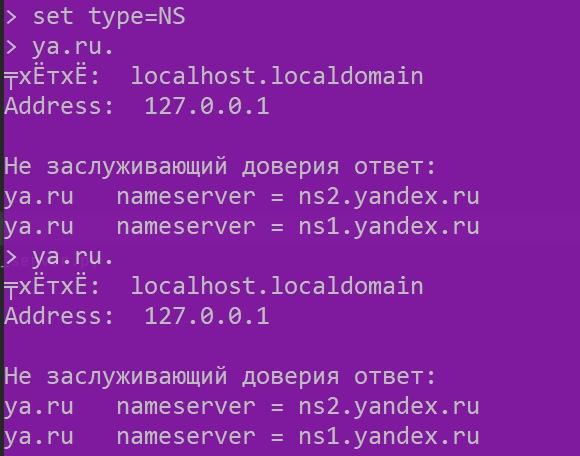 > set type=NS
> ya.ru.
╤хЁтхЁ:  localhost.localdomain
Address:  127.0.0.1
Не заслуживающий доверия ответ:
ya.ru   nameserver = ns2.yandex.ru
ya.ru   nameserver = ns1.yandex.ru
> ya.ru.
╤хЁтхЁ:  localhost.localdomain
Address:  127.0.0.1
Не заслуживающий доверия ответ:
ya.ru   nameserver = ns2.yandex.ru
ya.ru   nameserver = ns1.yandex.ru